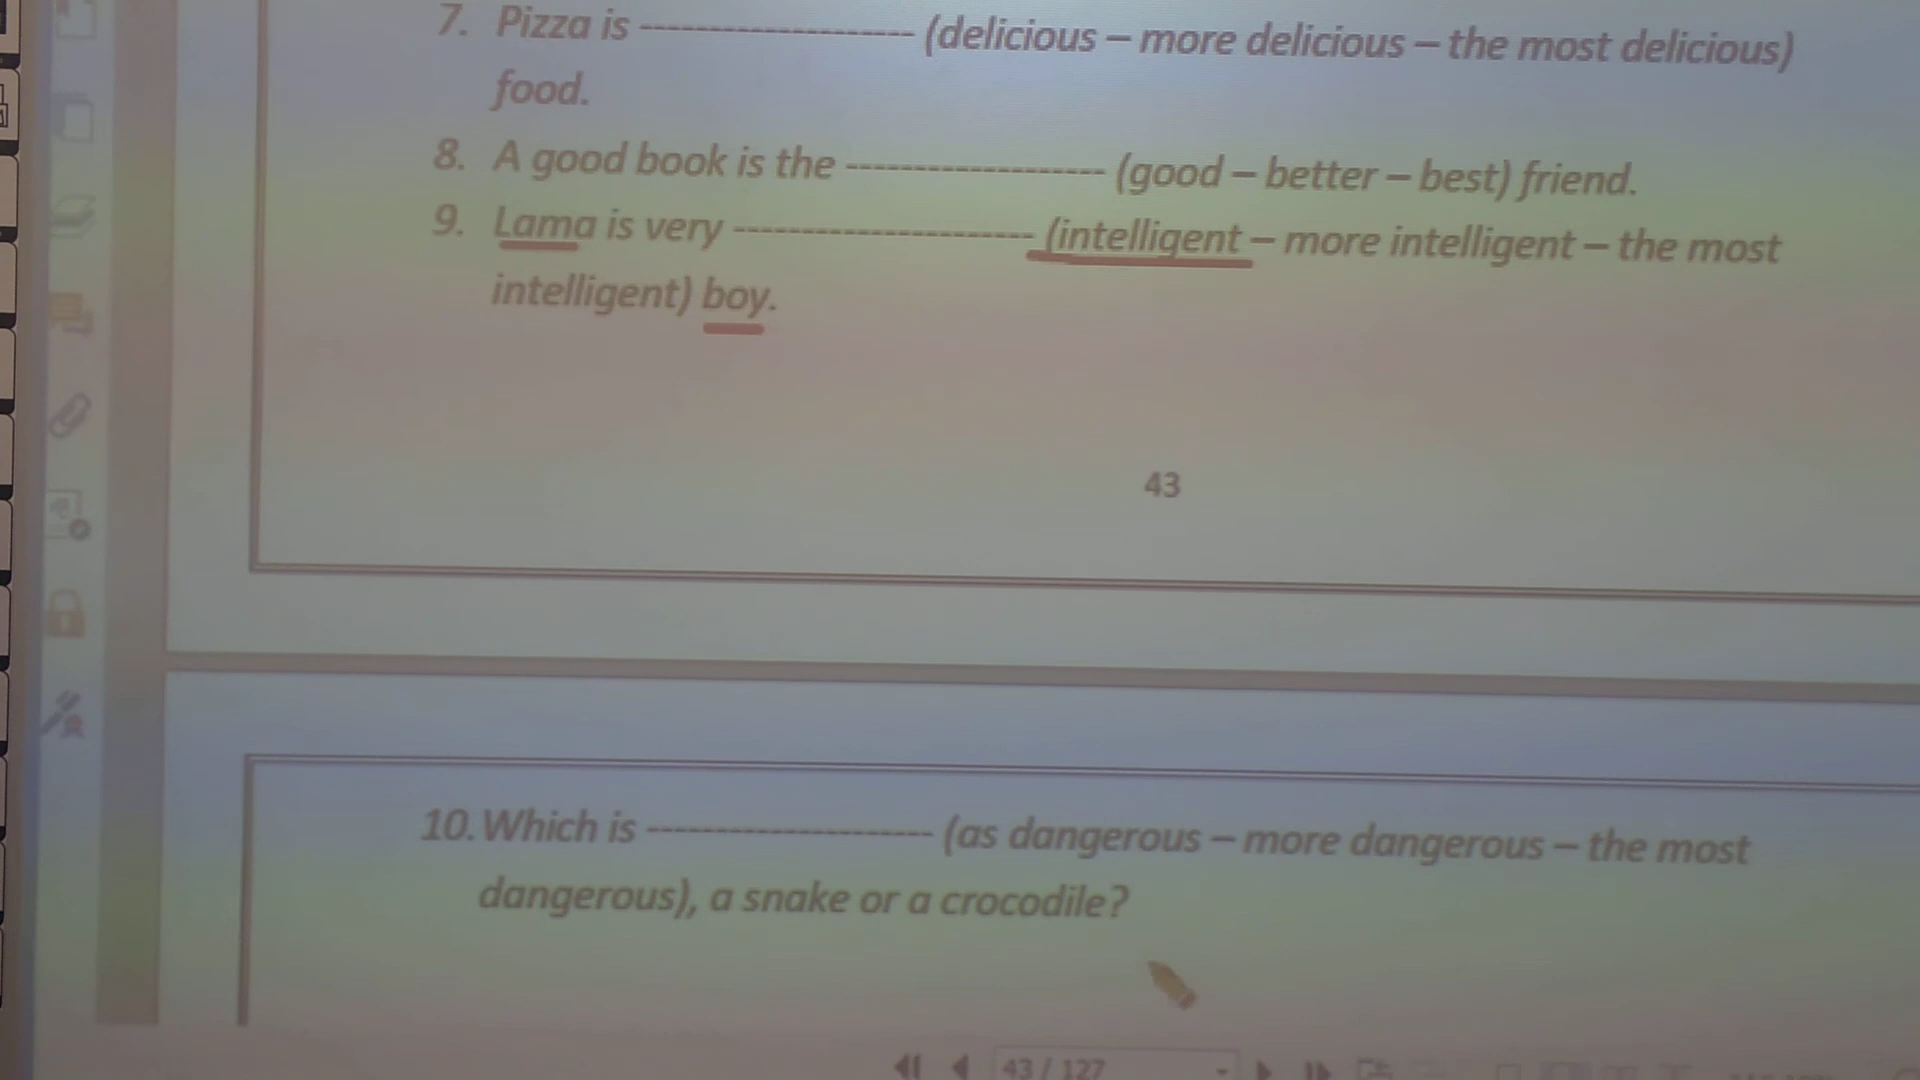 7. Pizza is -------------------- (delicious – more delicious – the most delicious)
food.
8. A good book is the ------------------- (good – better – best) friend.
9. Lama is very ---------------------- (intelligent – more intelligent – the most
intelligent) boy.
43
10. Which is --------------------- (as dangerous – more dangerous – the most
dangerous), a snake or a crocodile?
43 / 127